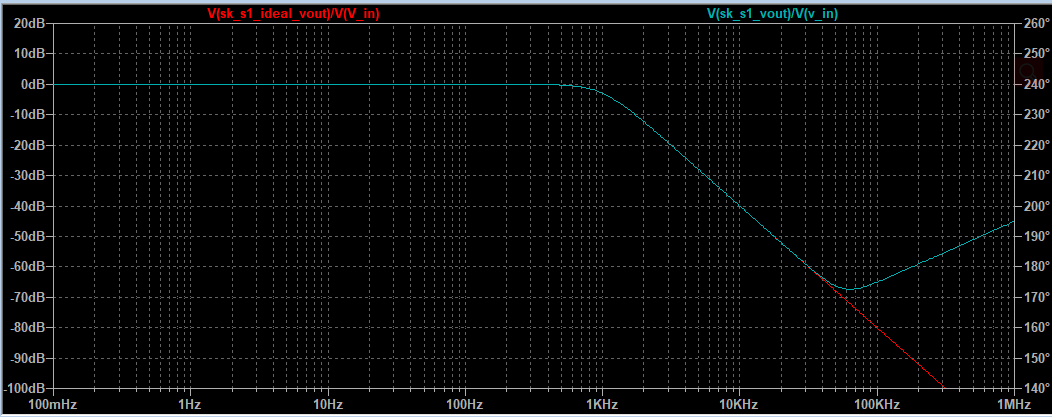 V(sk_s1_ideal_vout)/V(V_in) V(sk_s1_vout)/V(v_in)
20dB 260°
10dB 250°
0dB 240°
-10dB 230°
-20dB 220°
-30dB 210°
-40dB 200°
-50dB 190°
-60dB 180°
-70dB 170°
-80dB 160°
-90dB 150°
-100dB 140°
100mHz 1Hz 10Hz 100Hz 1KHz 10KHz 100KHz 1MHz